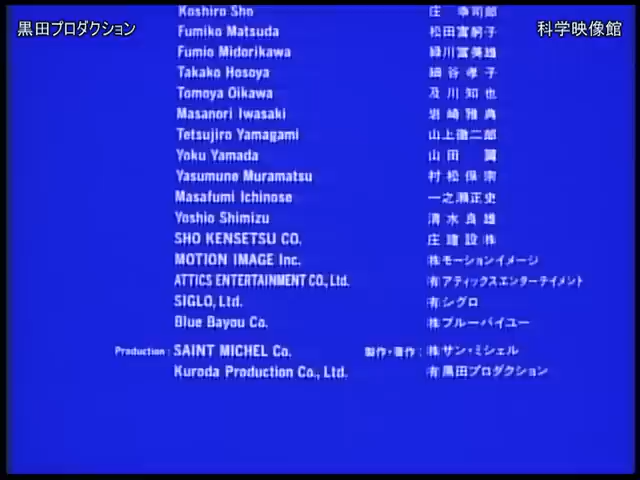 黒田プロダクション 科学映像館
Koshiro Sho 庄 幸司郎
Fumiko Matsuda 松田富嗣子
Fumio Midorikawa 緑川富美雄
Takako Hosoya 細谷孝子
Tomoya Oikawa 及川知也
Masanori Iwasaki 岩崎雅典
Tetsujiro Yamagami 山上徹二郎
Yoku Yamada 山田 翼
Yasumune Muramatsu 村松保宗
Masafumi Ichinose 一之瀬正史
Yoshio Shimizu 清水良雄
SHO KENSETSU CO. 庄建設㈱
MOTION IMAGE Inc. ㈱モーションイメージ
ATTICS ENTERTAINMENT CO., Ltd. ㈲アティックスエンターテイメント
SIGLO, Ltd. ㈲シグロ
Blue Bayou Co. ㈱ブルーバイユー
Production : SAINT MICHEL Co. 製作・著作 : ㈱サン・ミシェル
Kuroda Production Co., Ltd. ㈲黒田プロダクション